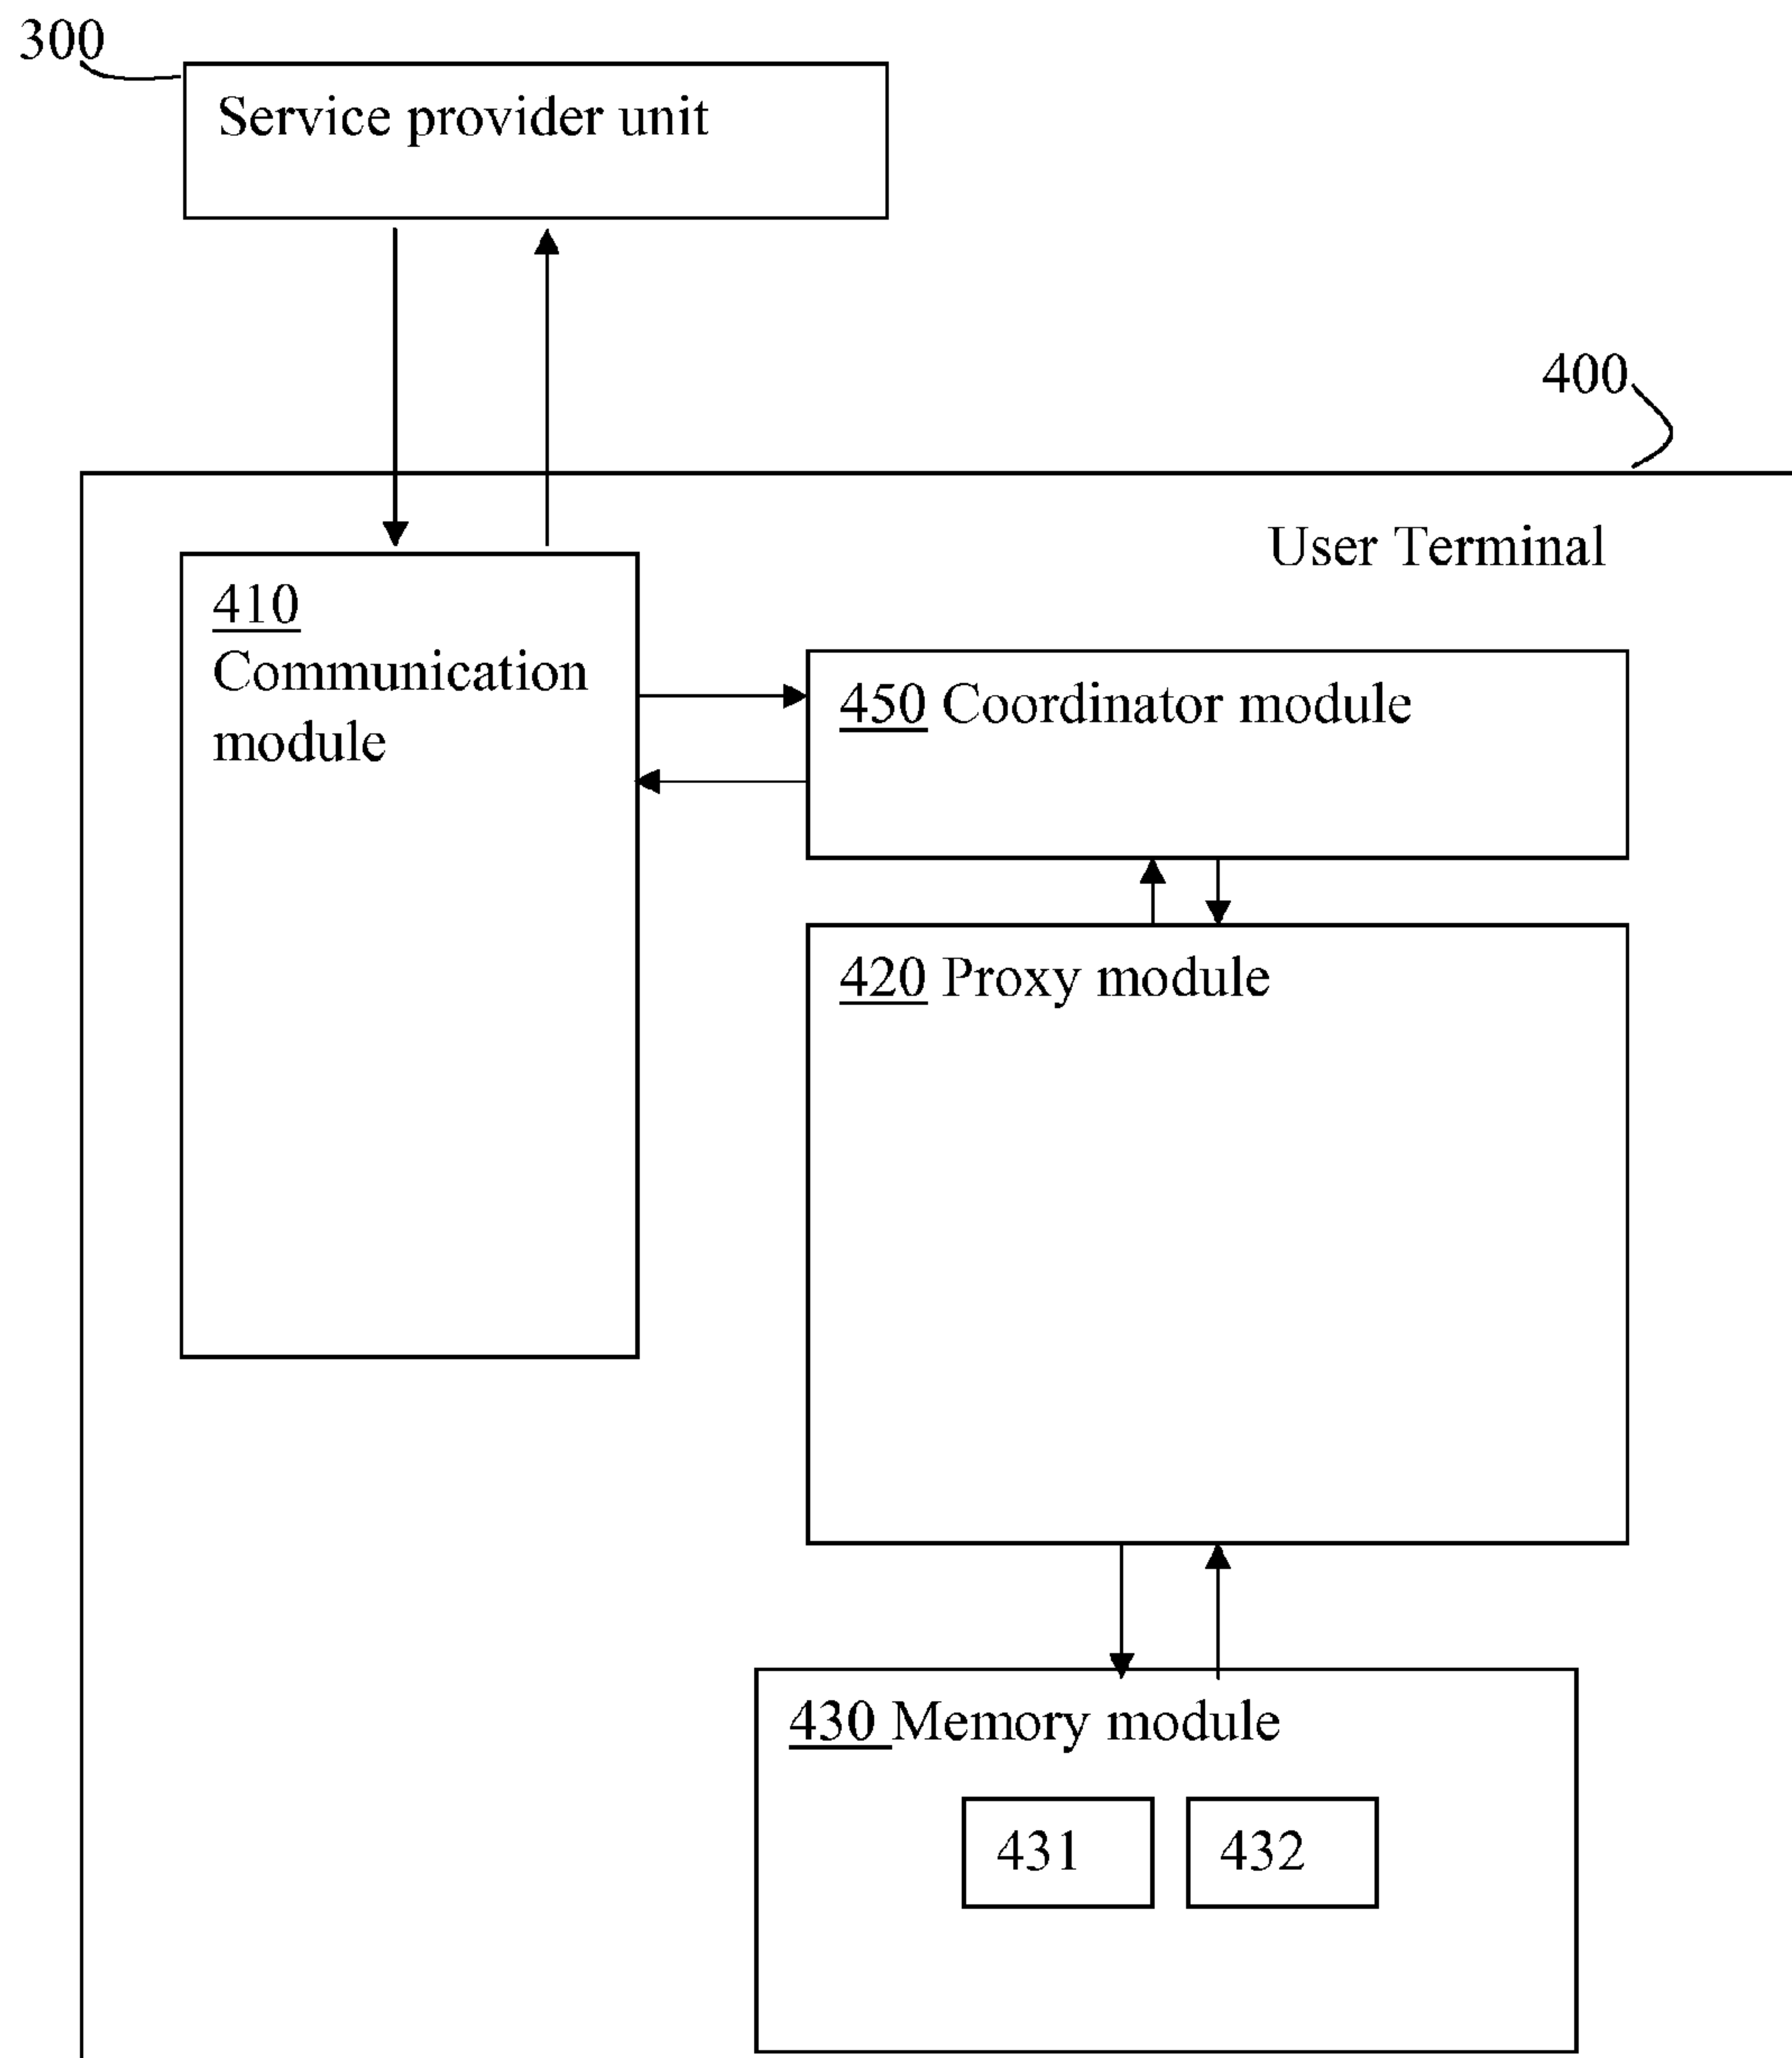 300
Service provider unit
400
User Terminal
410
Communication
module
450 Coordinator module
420 Proxy module
430 Memory module
431
432